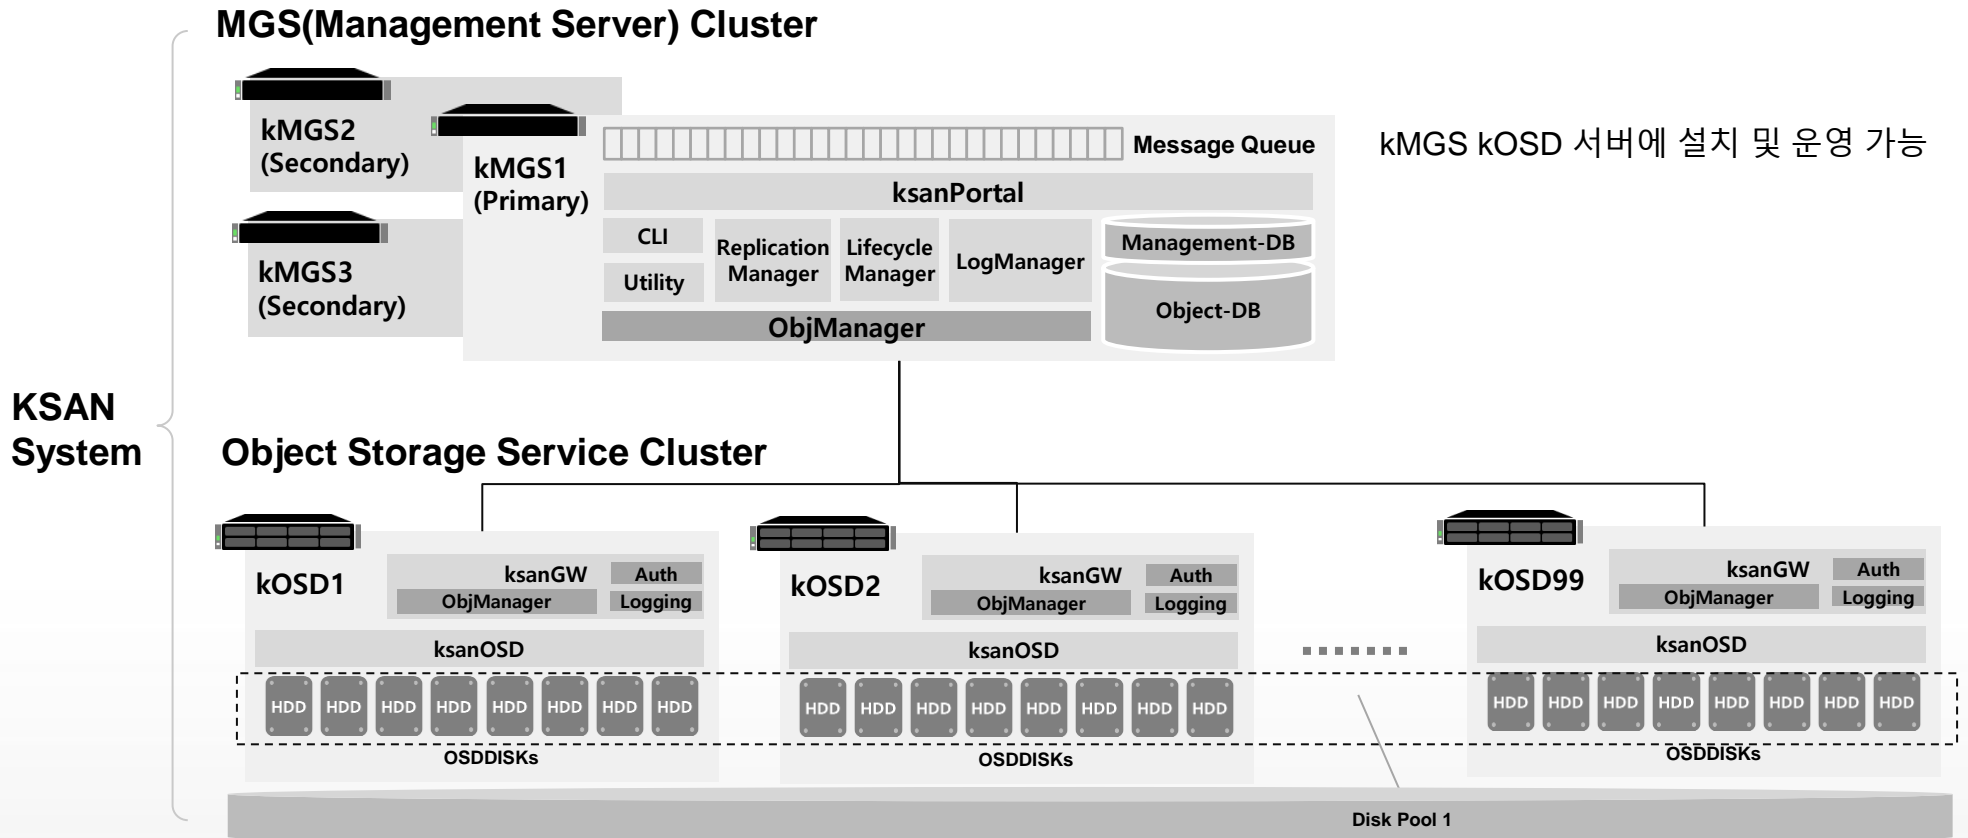 MGS(Management Server) Cluster
kMGS2
(Secondary)
kMGS1
(Primary)
Message Queue
kMGS kOSD 서버에 설치 및 운영 가능
ksanPortal
CLI
Utility
Replication
Manager
Lifecycle
Manager
LogManager
Management-DB
Object-DB
ObjManager
kMGS3
(Secondary)
KSAN
System
Object Storage Service Cluster
kOSD1
ksanGW
Auth
ObjManager
Logging
ksanOSD
HDD HDD HDD HDD HDD HDD HDD HDD
OSDDISKs
kOSD2
ksanGW
Auth
ObjManager
Logging
ksanOSD
HDD HDD HDD HDD HDD HDD HDD HDD
OSDDISKs
kOSD99
ksanGW
Auth
ObjManager
Logging
ksanOSD
HDD HDD HDD HDD HDD HDD HDD HDD
OSDDISKs
Disk Pool 1